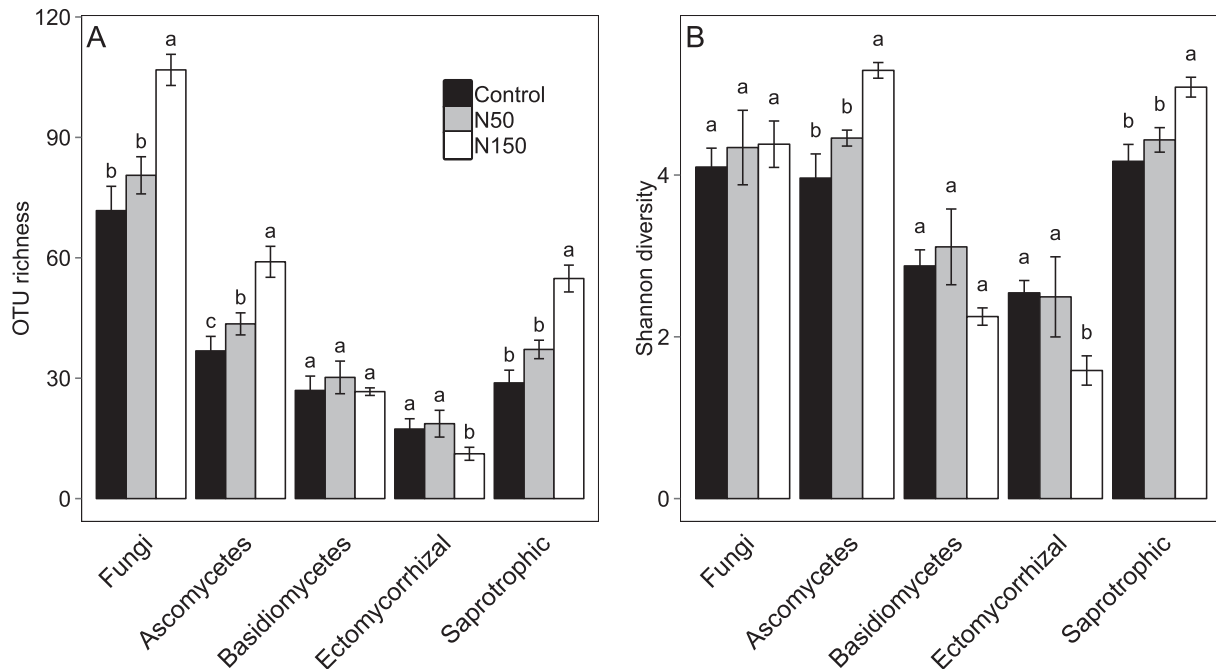 A
OTU richness
120
90
60
30
0
Control
N50
N150
b
b
a
c
b
a
a
a
a
a
a
b
b
b
a
Fungi
Ascomycetes
Basidiomycetes
Ectomycorrhizal
Saprotrophic
B
Shannon diversity
4
2
0
a
a
a
b
b
a
a
a
a
a
a
b
b
b
a
Fungi
Ascomycetes
Basidiomycetes
Ectomycorrhizal
Saprotrophic